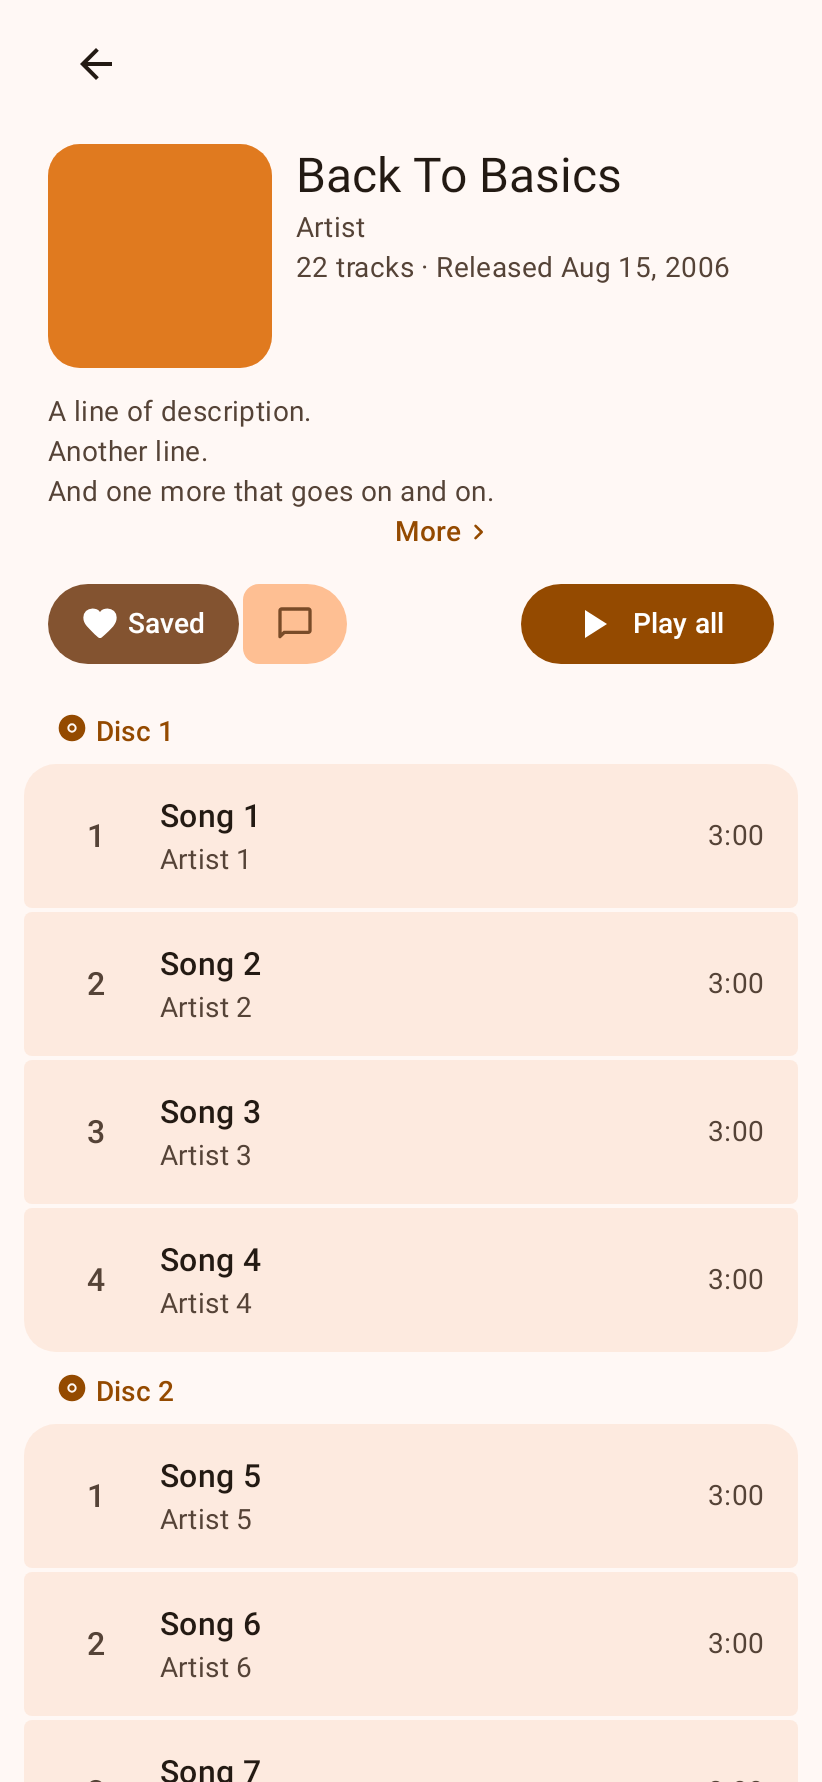 Back To Basics
Artist
22 tracks · Released Aug 15, 2006
A line of description.
Another line.
And one more that goes on and on.
More
Saved
Play all
Disc 1
1
Song 1
Artist 1
3:00
2
Song 2
Artist 2
3:00
3
Song 3
Artist 3
3:00
4
Song 4
Artist 4
3:00
Disc 2
1
Song 5
Artist 5
3:00
2
Song 6
Artist 6
3:00
Song 7